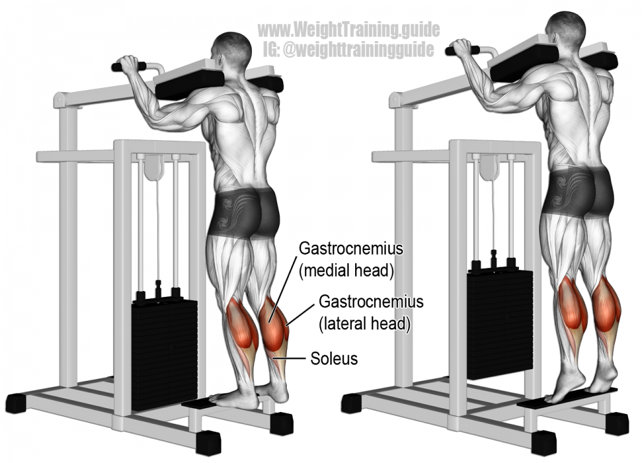 www.WeightTraining.guide
IG: @weighttrainingguide
Gastrocnemius
(medial head)
Gastrocnemius
(lateral head)
Soleus